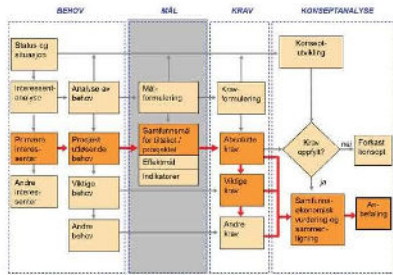 BEHOV
MÅL
KRAV
KONSEPTANALYSE
Status og
situasjon
Konsept-
utvikling
Interessent-
analyse
Analyse av
behov
Mål-
formulering
Krav-
formulering
Primære
interes-
senter
Prosjekt
utløsende
behov
Samfunnsmål
for tiltaket /
prosjektet
Effektmål
Indikatorer
Absolutte
krav
Krav
oppfylt?
nei
Forkast
konsept
ja
Andre
interes-
senter
Viktige
behov
Viktige
krav
Andre
behov
Andre
krav
Samfunns-
økonomisk
vurdering og
sammen-
ligning
An-
befaling